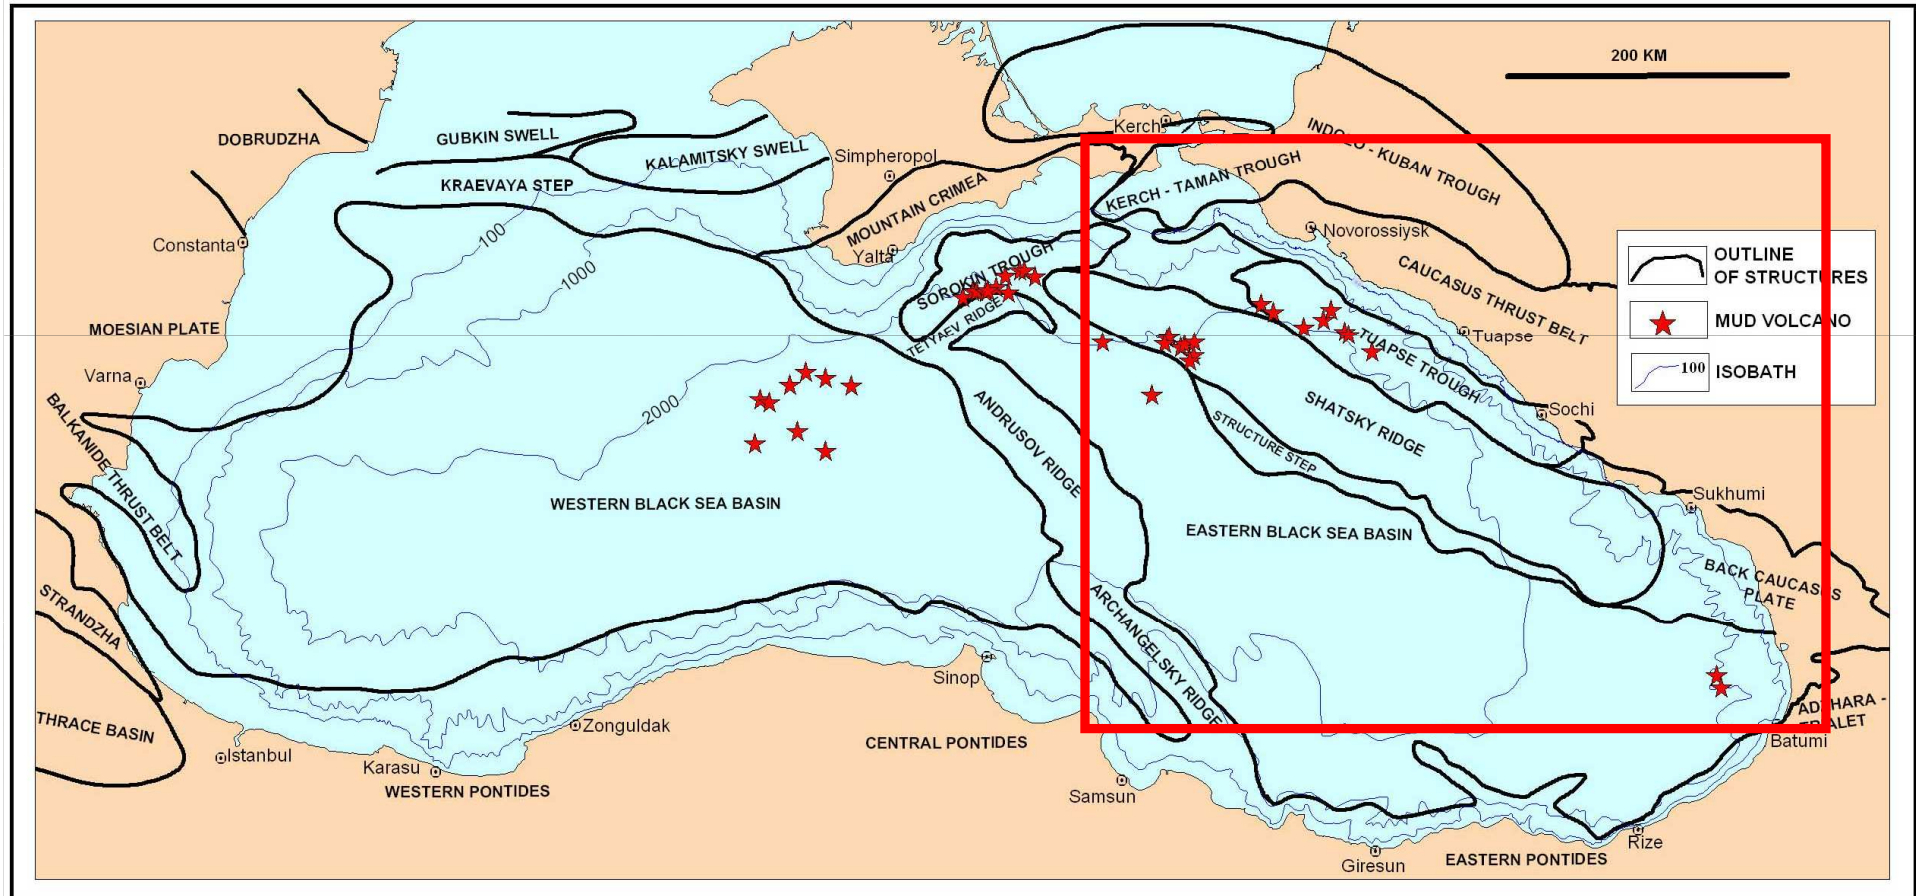 200 KM
DOBRUDZHA
GUBKIN SWELL
KALAMITSKY SWELL
KRAEVAYA STEP
Simpheropol
Kerch
INDOLO - KUBAN TROUGH
KERCH - TAMAN TROUGH
MOUNTAIN CRIMEA
Constanta
Yalta
Novorossiysk
100
1000
2000
SOROKIN TROUGH
TETYAEV RIDGE
CAUCASUS THRUST BELT
OUTLINE
OF STRUCTURES
MUD VOLCANO
100
ISOBATH
MOESIAN PLATE
Varna
Tuapse
TUAPSE TROUGH
Sochi
BALKANIDE THRUST BELT
ANDRUSOV RIDGE
SHATSKY RIDGE
STRUCTURE STEP
WESTERN BLACK SEA BASIN
EASTERN BLACK SEA BASIN
Sukhumi
BACK CAUCASUS
PLATE
STRANDZHA
ARCHANGELSKY RIDGE
Sinop
THRACE BASIN
Istanbul
Zonguldak
Karasu
WESTERN PONTIDES
CENTRAL PONTIDES
Samsun
ADZHARA -
Batumi
Rize
Giresun
EASTERN PONTIDES